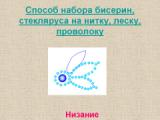 Способ набора бисерин,
стекляруса на нитку, леску,
проволоку
Низание